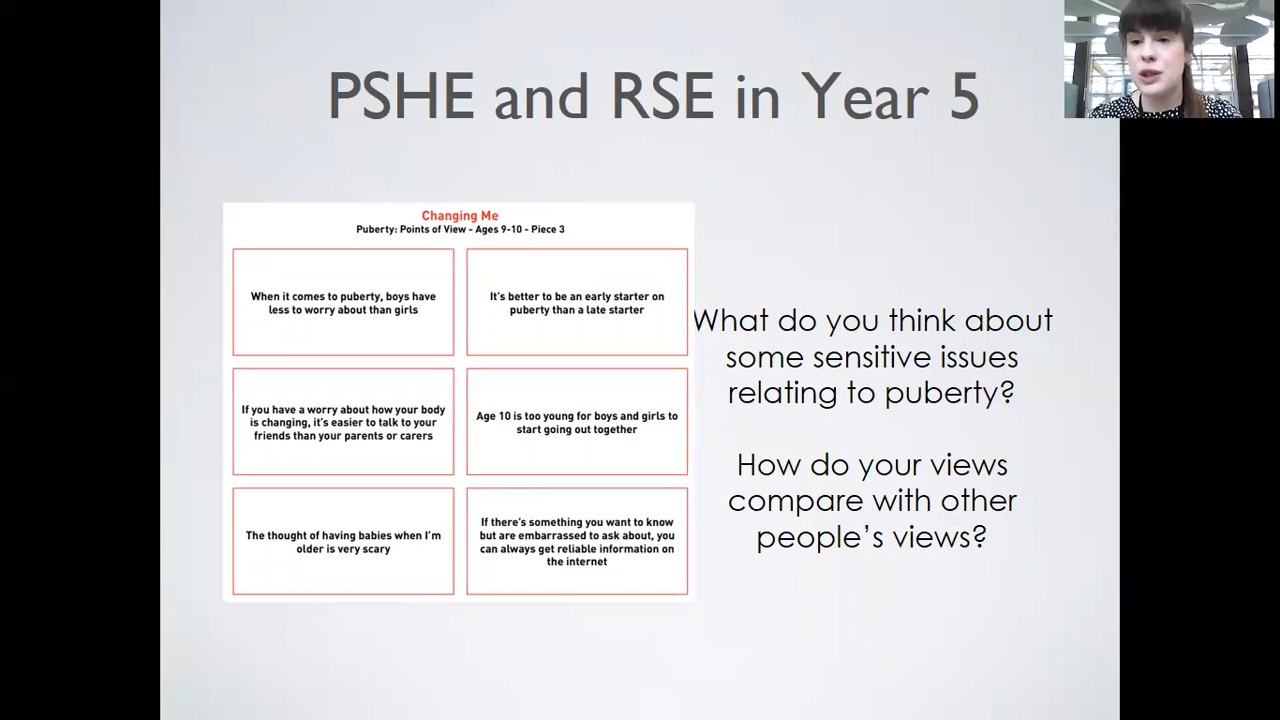 PSHE and RSE in Year 5
Changing Me
Puberty: Points of View - Ages 9-10 - Piece 3
When it comes to puberty, boys have
less to worry about than girls
It's better to be an early starter on
puberty than a late starter
If you have a worry about how your body
is changing, it's easier to talk to your
friends than your parents or carers
Age 10 is too young for boys and girls to
start going out together
The thought of having babies when I'm
older is very scary
If there's something you want to know
but are embarrassed to ask about, you
can always get reliable information on
the internet
What do you think about
some sensitive issues
relating to puberty?
How do your views
compare with other
people's views?